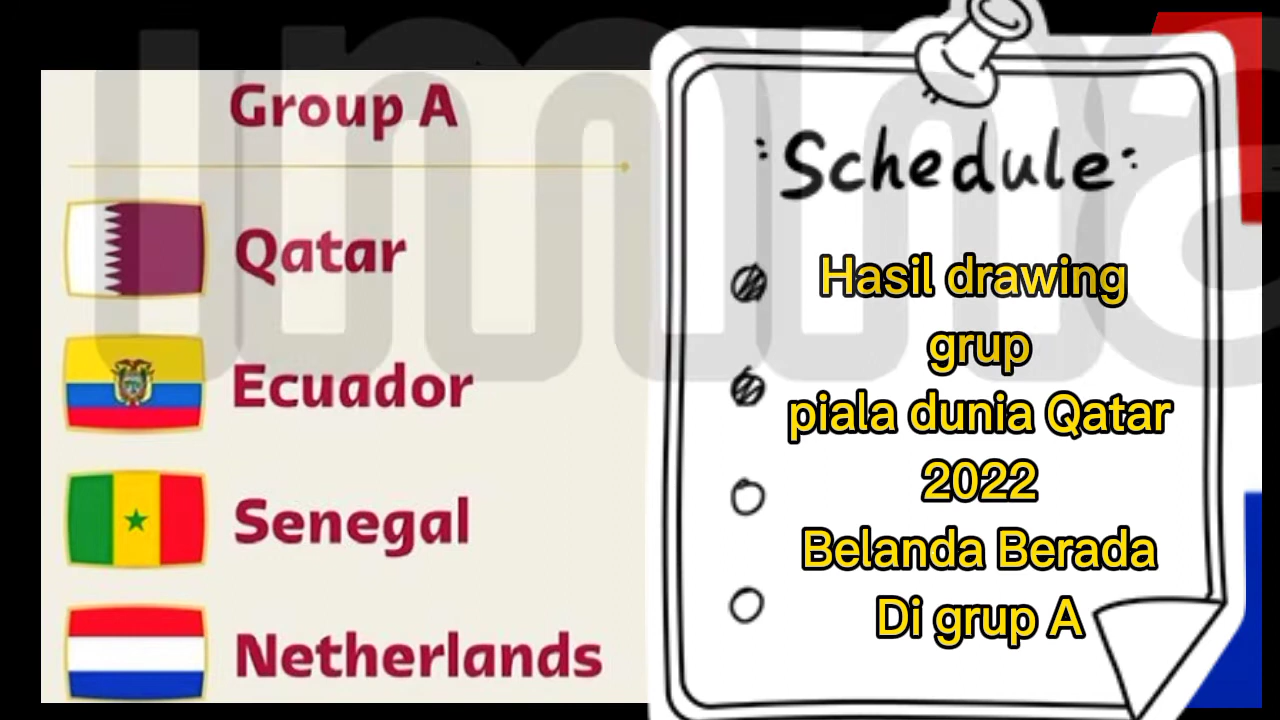 Group A
Qatar
Ecuador
Senegal
Netherlands
Schedule
Hasil drawing
grup
piala dunia Qatar
2022
Belanda Berada
Di grup A